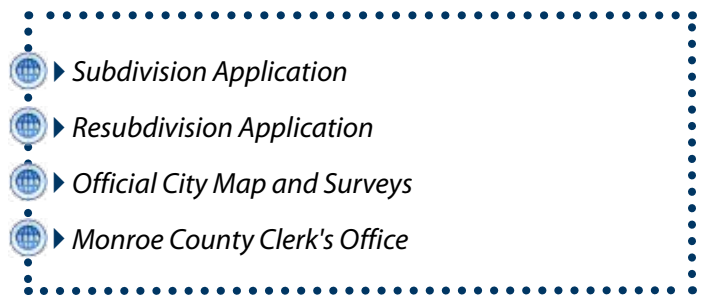 Subdivision Application
Resubdivision Application
Official City Map and Surveys
Monroe County Clerk's Office